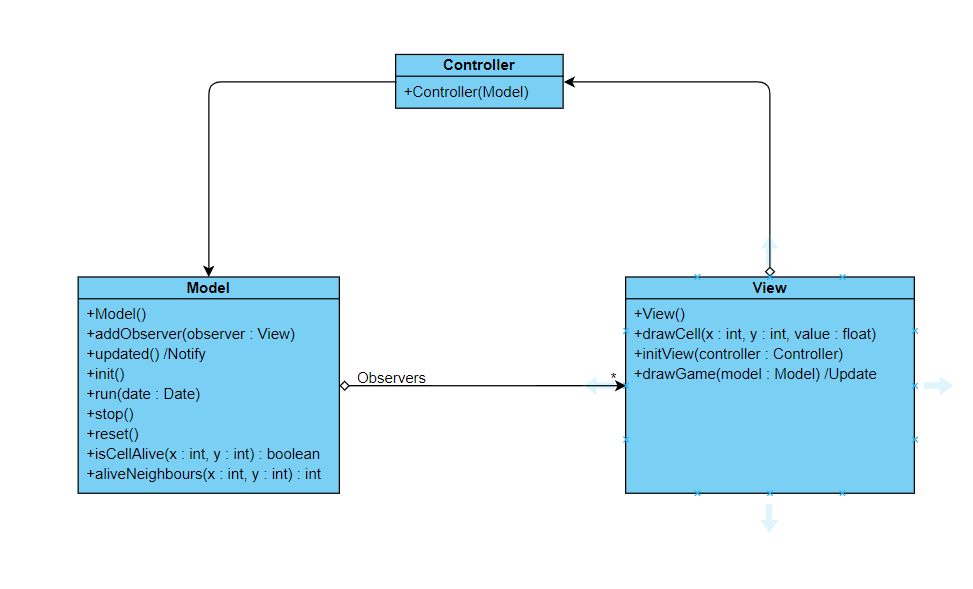 Controller
+Controller(Model)
Model
+Model()
+addObserver(observer : View)
+updated() /Notify
+init()
+run(date : Date)
+stop()
+reset()
+isCellAlive(x : int, y : int) : boolean
+aliveNeighbours(x : int, y : int) : int
Observers
*
View
+View()
+drawCell(x : int, y : int, value : float)
+initView(controller : Controller)
+drawGame(model : Model) /Update